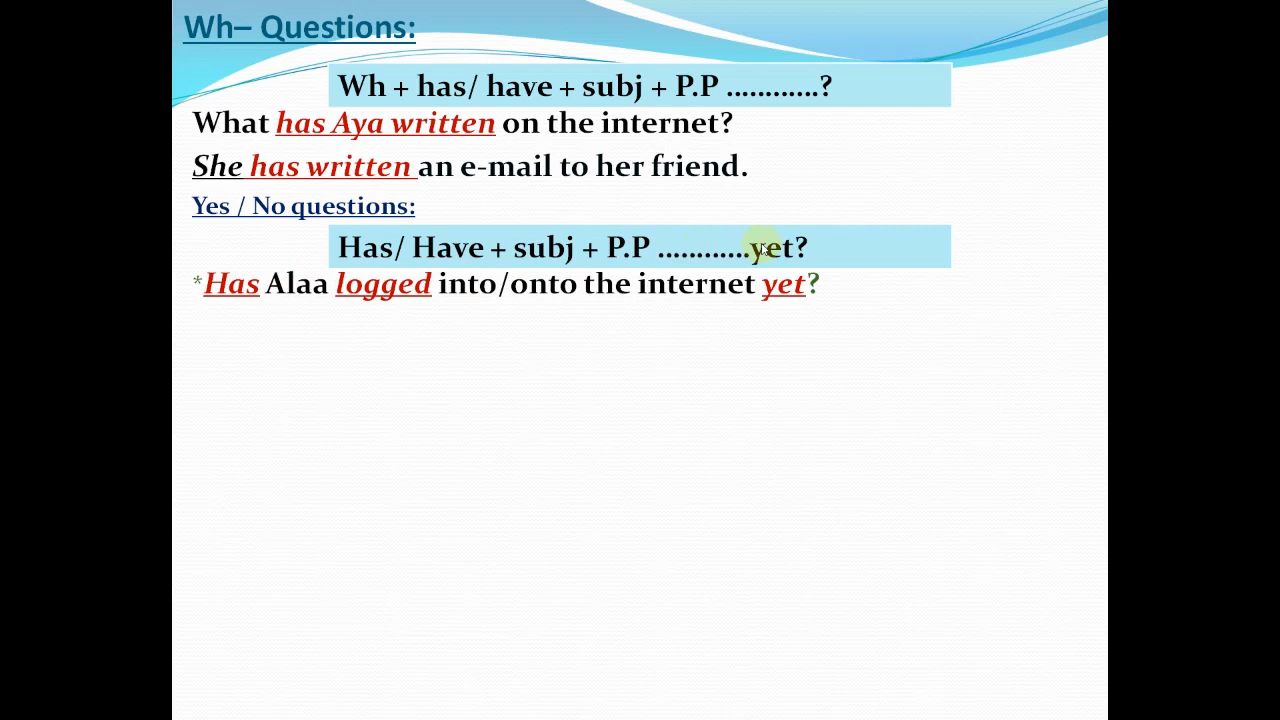 Wh– Questions:
Wh + has/ have + subj + P.P ............?
What has Aya written on the internet?
She has written an e-mail to her friend.
Yes / No questions:
Has/ Have + subj + P.P ............yet?
*Has Alaa logged into/onto the internet yet?